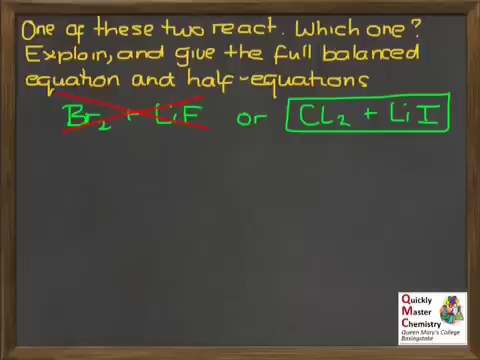 One of these two react. Which one?
Explain, and give the full balanced
equation and half-equations
Br₂ + LiF or CL₂ + LiI
Quickly
Master
Chemistry
Queen Mary's College
Basingstoke